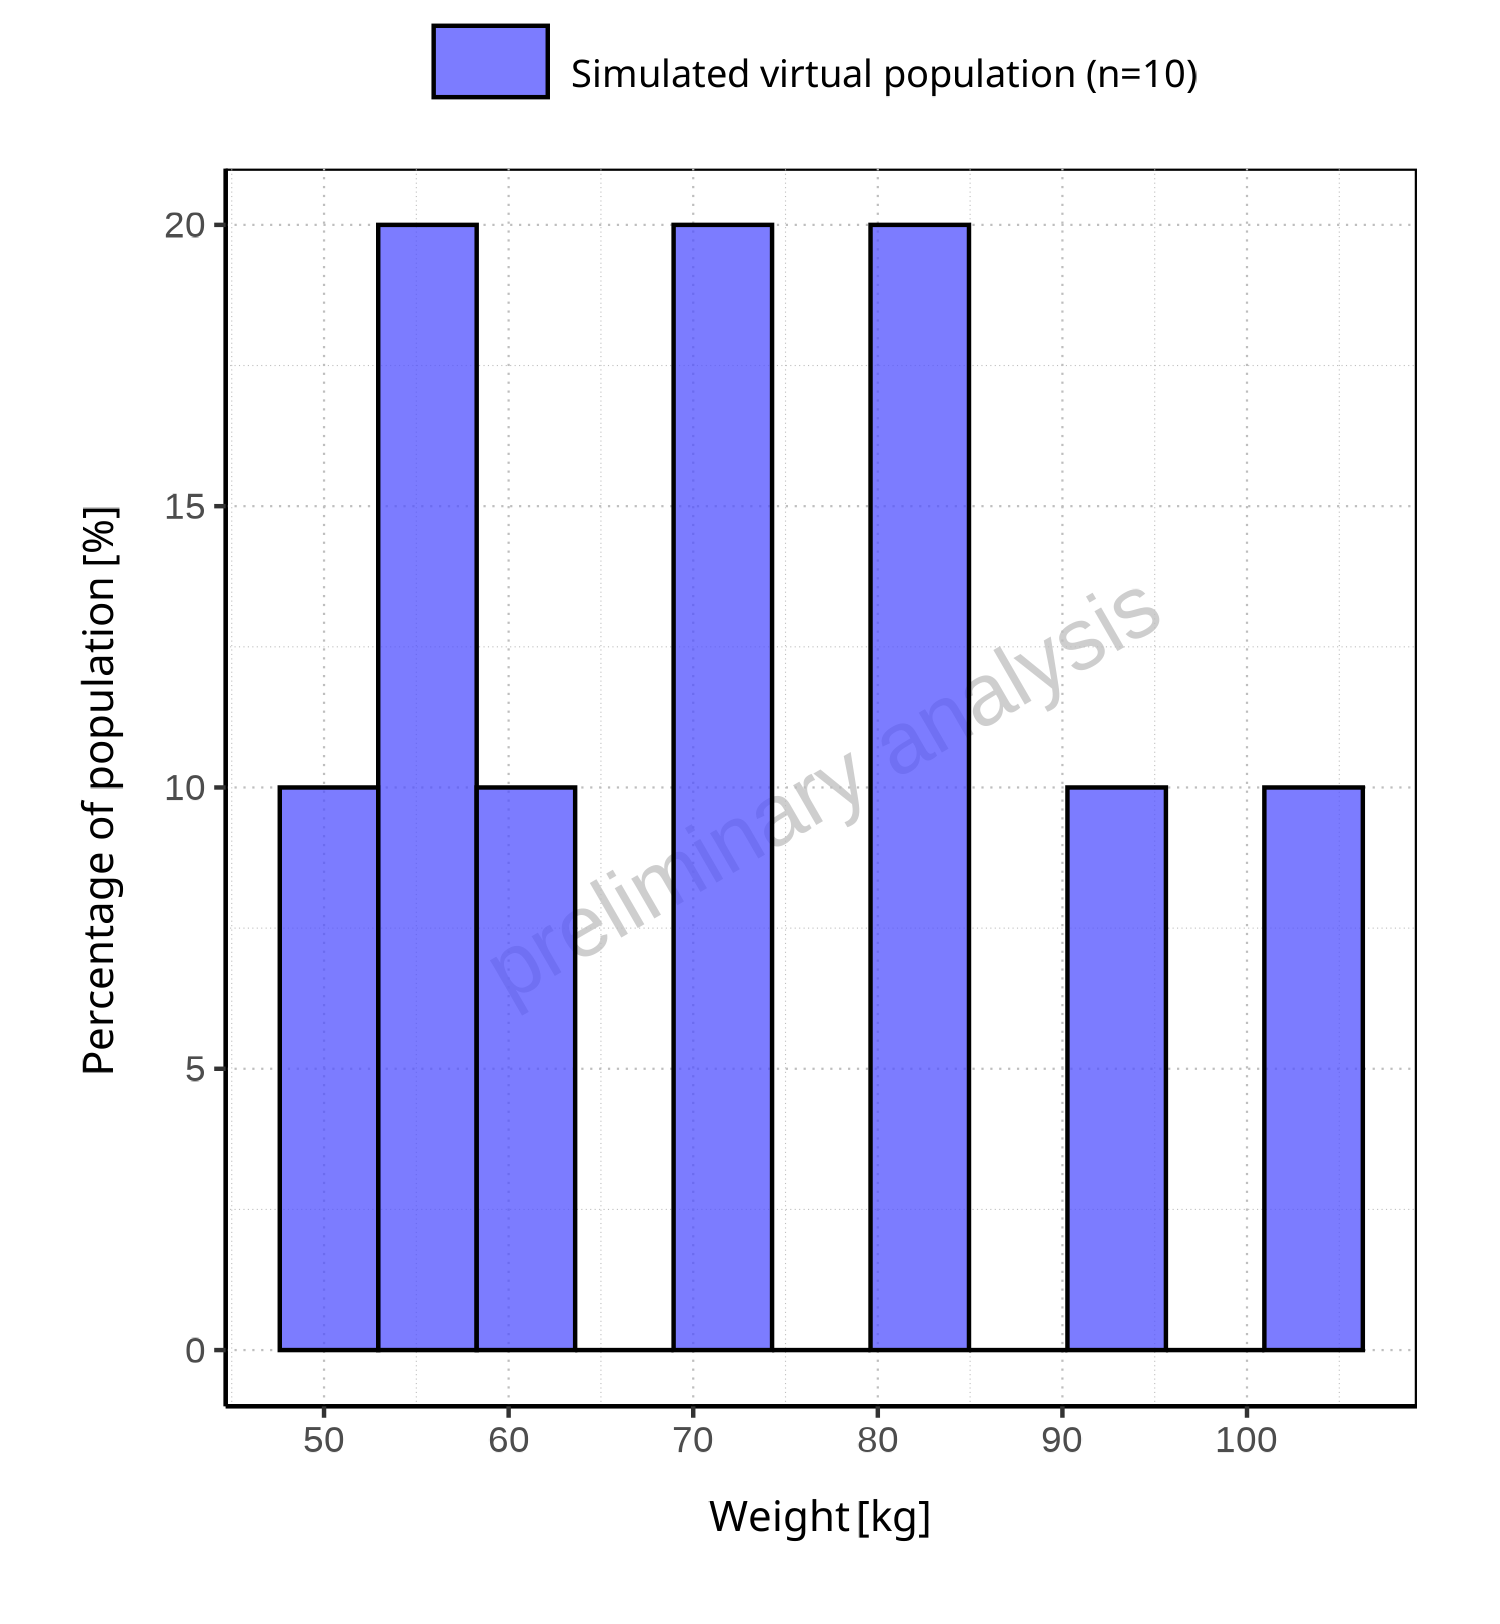 Simulated virtual population (n=10)
20
15
10
5
0
Percentage of population [%]
preliminary analysis
50 60 70 80 90 100
Weight [kg]